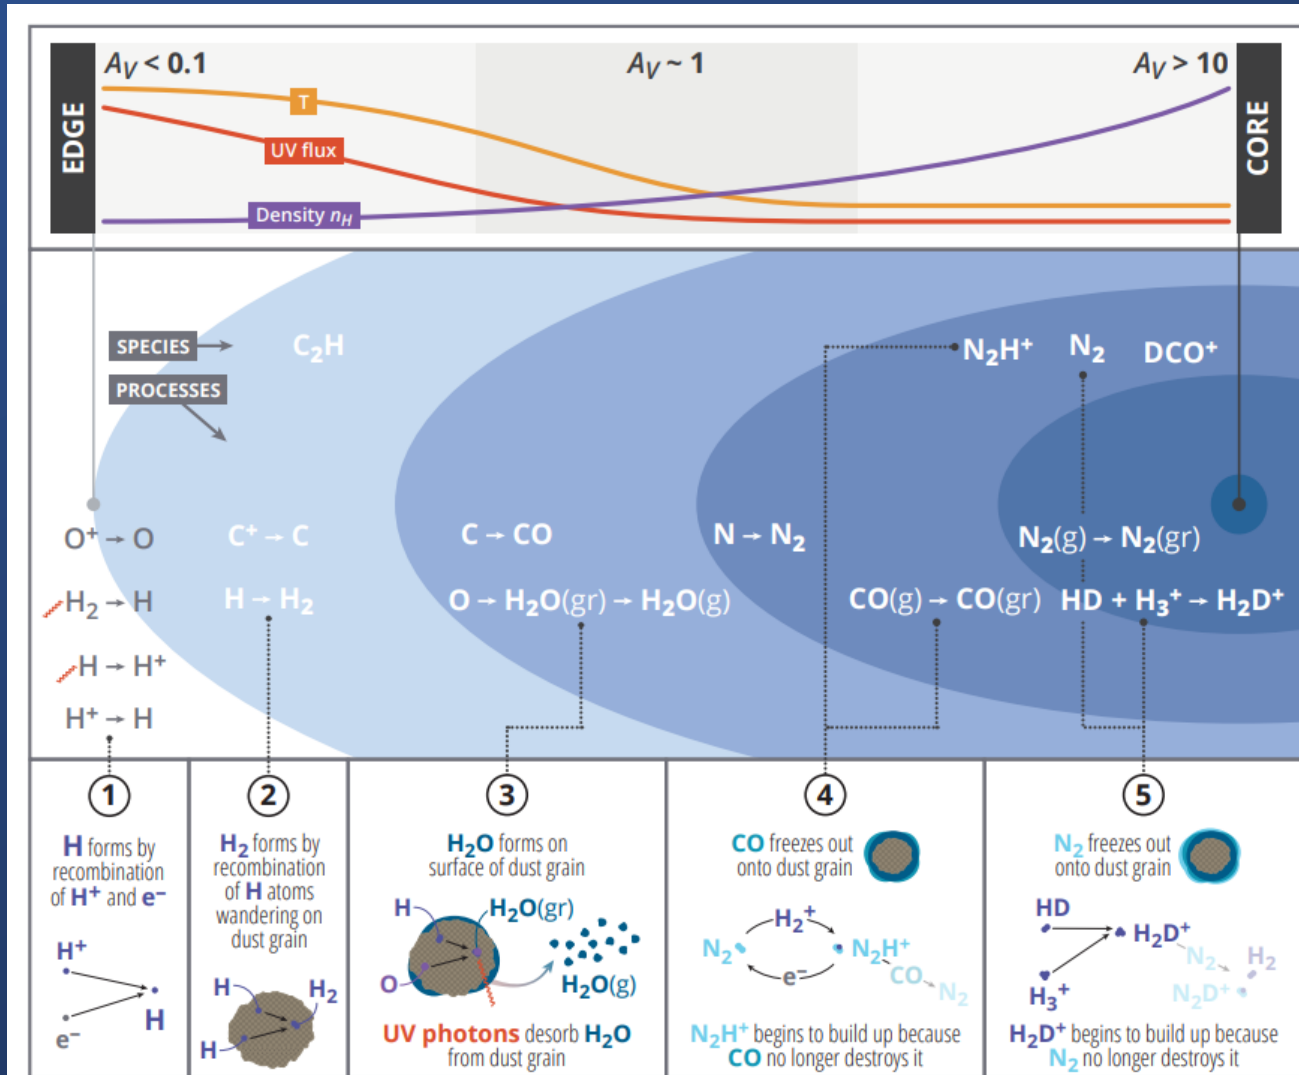 A_V < 0.1
A_V ~ 1
A_V > 10
EDGE
CORE
T
UV flux
Density n_H
SPECIES
PROCESSES
C₂H
N₂H⁺
N₂
DCO⁺
O⁺ → O
C⁺ → C
C → CO
N → N₂
N₂(g) → N₂(gr)
H₂ → H
H → H₂
O → H₂O(gr) → H₂O(g)
CO(g) → CO(gr)
HD + H₃⁺ → H₂D⁺
H → H⁺
H⁺ → H
1
H forms by
recombination
of H⁺ and e⁻
H⁺
e⁻
H
2
H₂ forms by
recombination
of H atoms
wandering on
dust grain
H
H₂
H
3
H₂O forms on
surface of dust grain
H
H₂O(gr)
O
H₂O(g)
UV photons desorb H₂O
from dust grain
4
CO freezes out
onto dust grain
H₂⁺
N₂
N₂H⁺
e⁻
CO
N₂
N₂H⁺ begins to build up because
CO no longer destroys it
5
N₂ freezes out
onto dust grain
HD
H₂D⁺
N₂
H₂
H₃⁺
N₂D⁺
H₂D⁺ begins to build up because
N₂ no longer destroys it